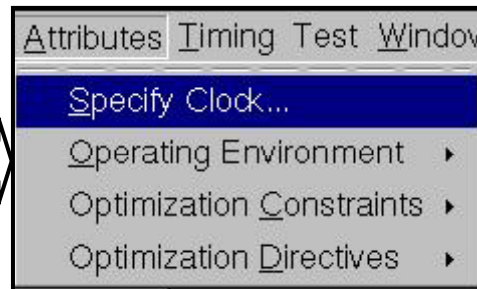 Attributes Timing Test Window
Specify Clock...
Operating Environment
Optimization Constraints
Optimization Directives